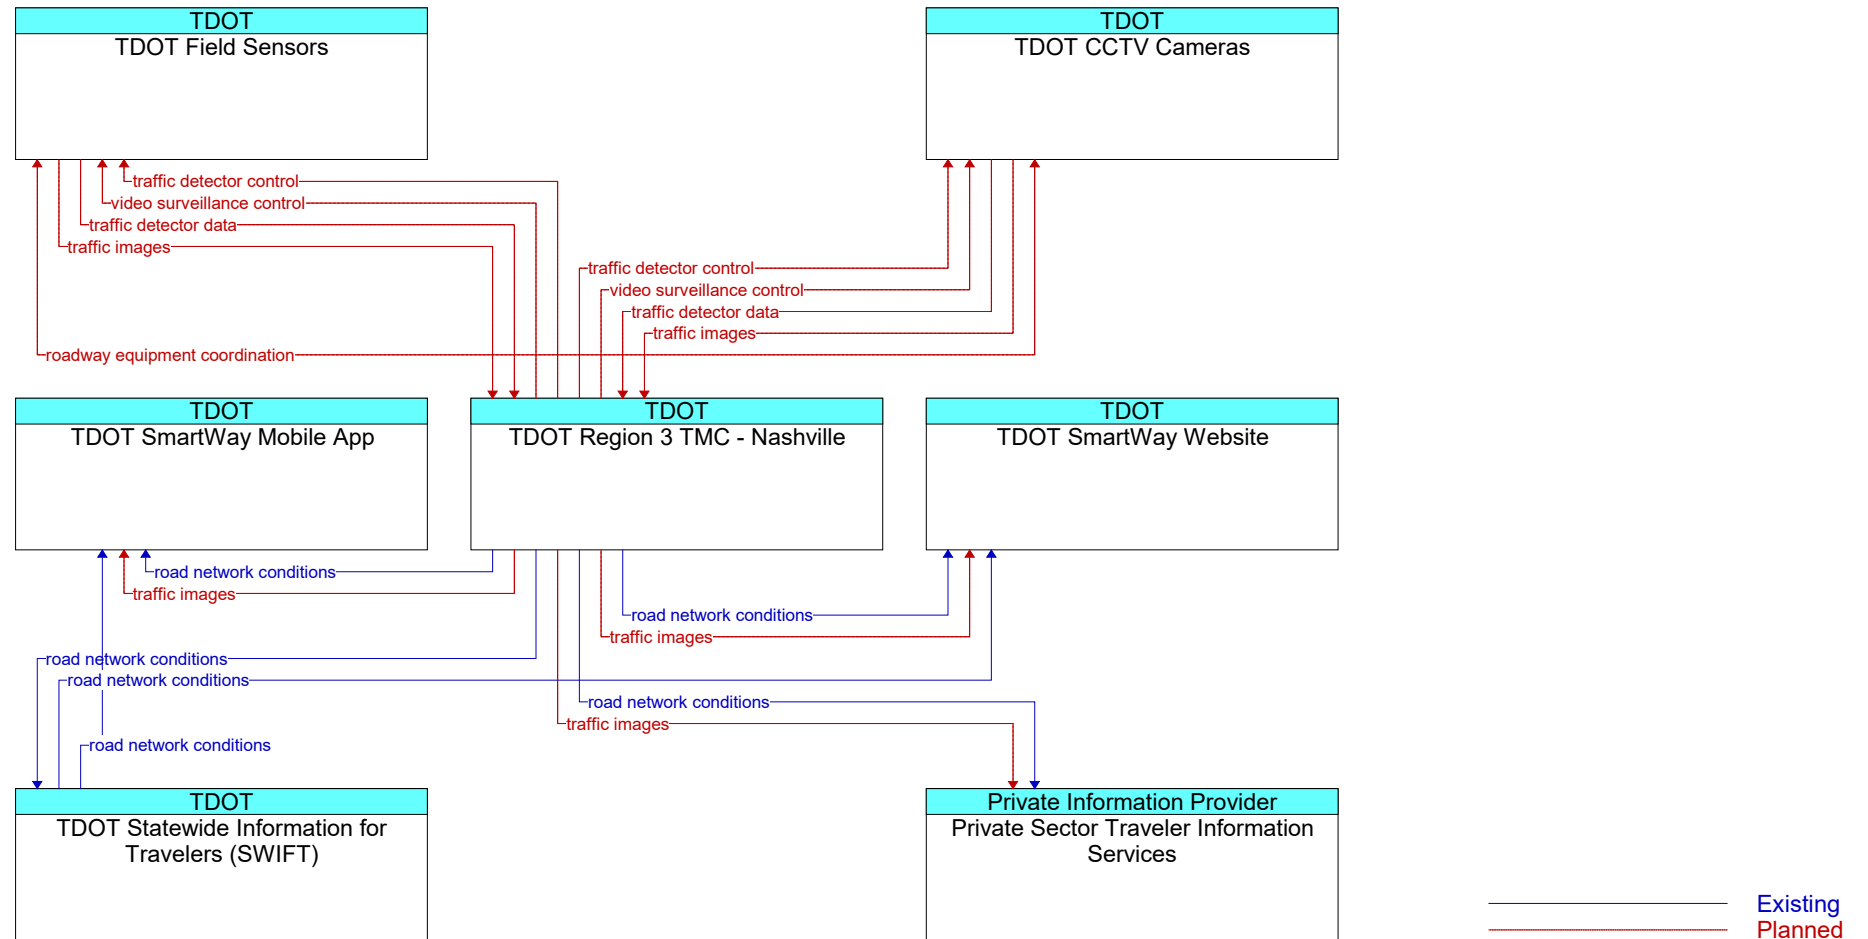 TDOT
TDOT Field Sensors
TDOT
TDOT CCTV Cameras
traffic detector control
video surveillance control
traffic detector data
traffic images
traffic detector control
video surveillance control
traffic detector data
traffic images
roadway equipment coordination
TDOT
TDOT SmartWay Mobile App
TDOT
TDOT Region 3 TMC - Nashville
TDOT
TDOT SmartWay Website
road network conditions
traffic images
road network conditions
traffic images
road network conditions
road network conditions
road network conditions
traffic images
road network conditions
TDOT
TDOT Statewide Information for
Travelers (SWIFT)
Private Information Provider
Private Sector Traveler Information
Services
Existing
Planned